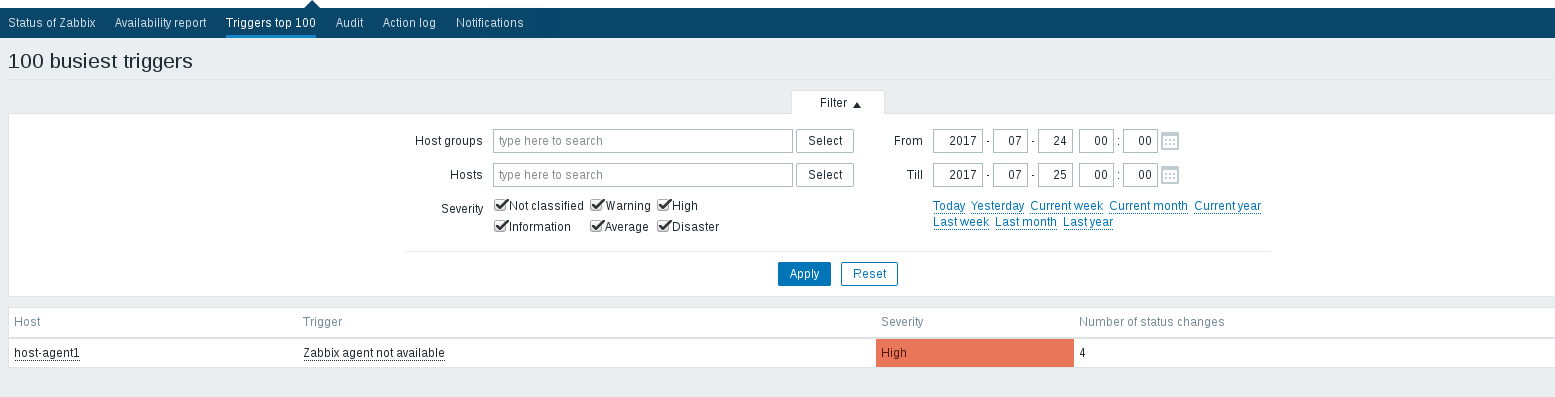 Status of Zabbix Availability report Triggers top 100 Audit Action log Notifications
100 busiest triggers
Filter
Host groups type here to search Select From 2017 - 07 - 24 00 : 00
Hosts type here to search Select Till 2017 - 07 - 25 00 : 00
Severity Not classified Warning High Today Yesterday Current week Current month Current year
Information Average Disaster Last week Last month Last year
Apply Reset
Host Trigger Severity Number of status changes
host-agent1 Zabbix agent not available High 4